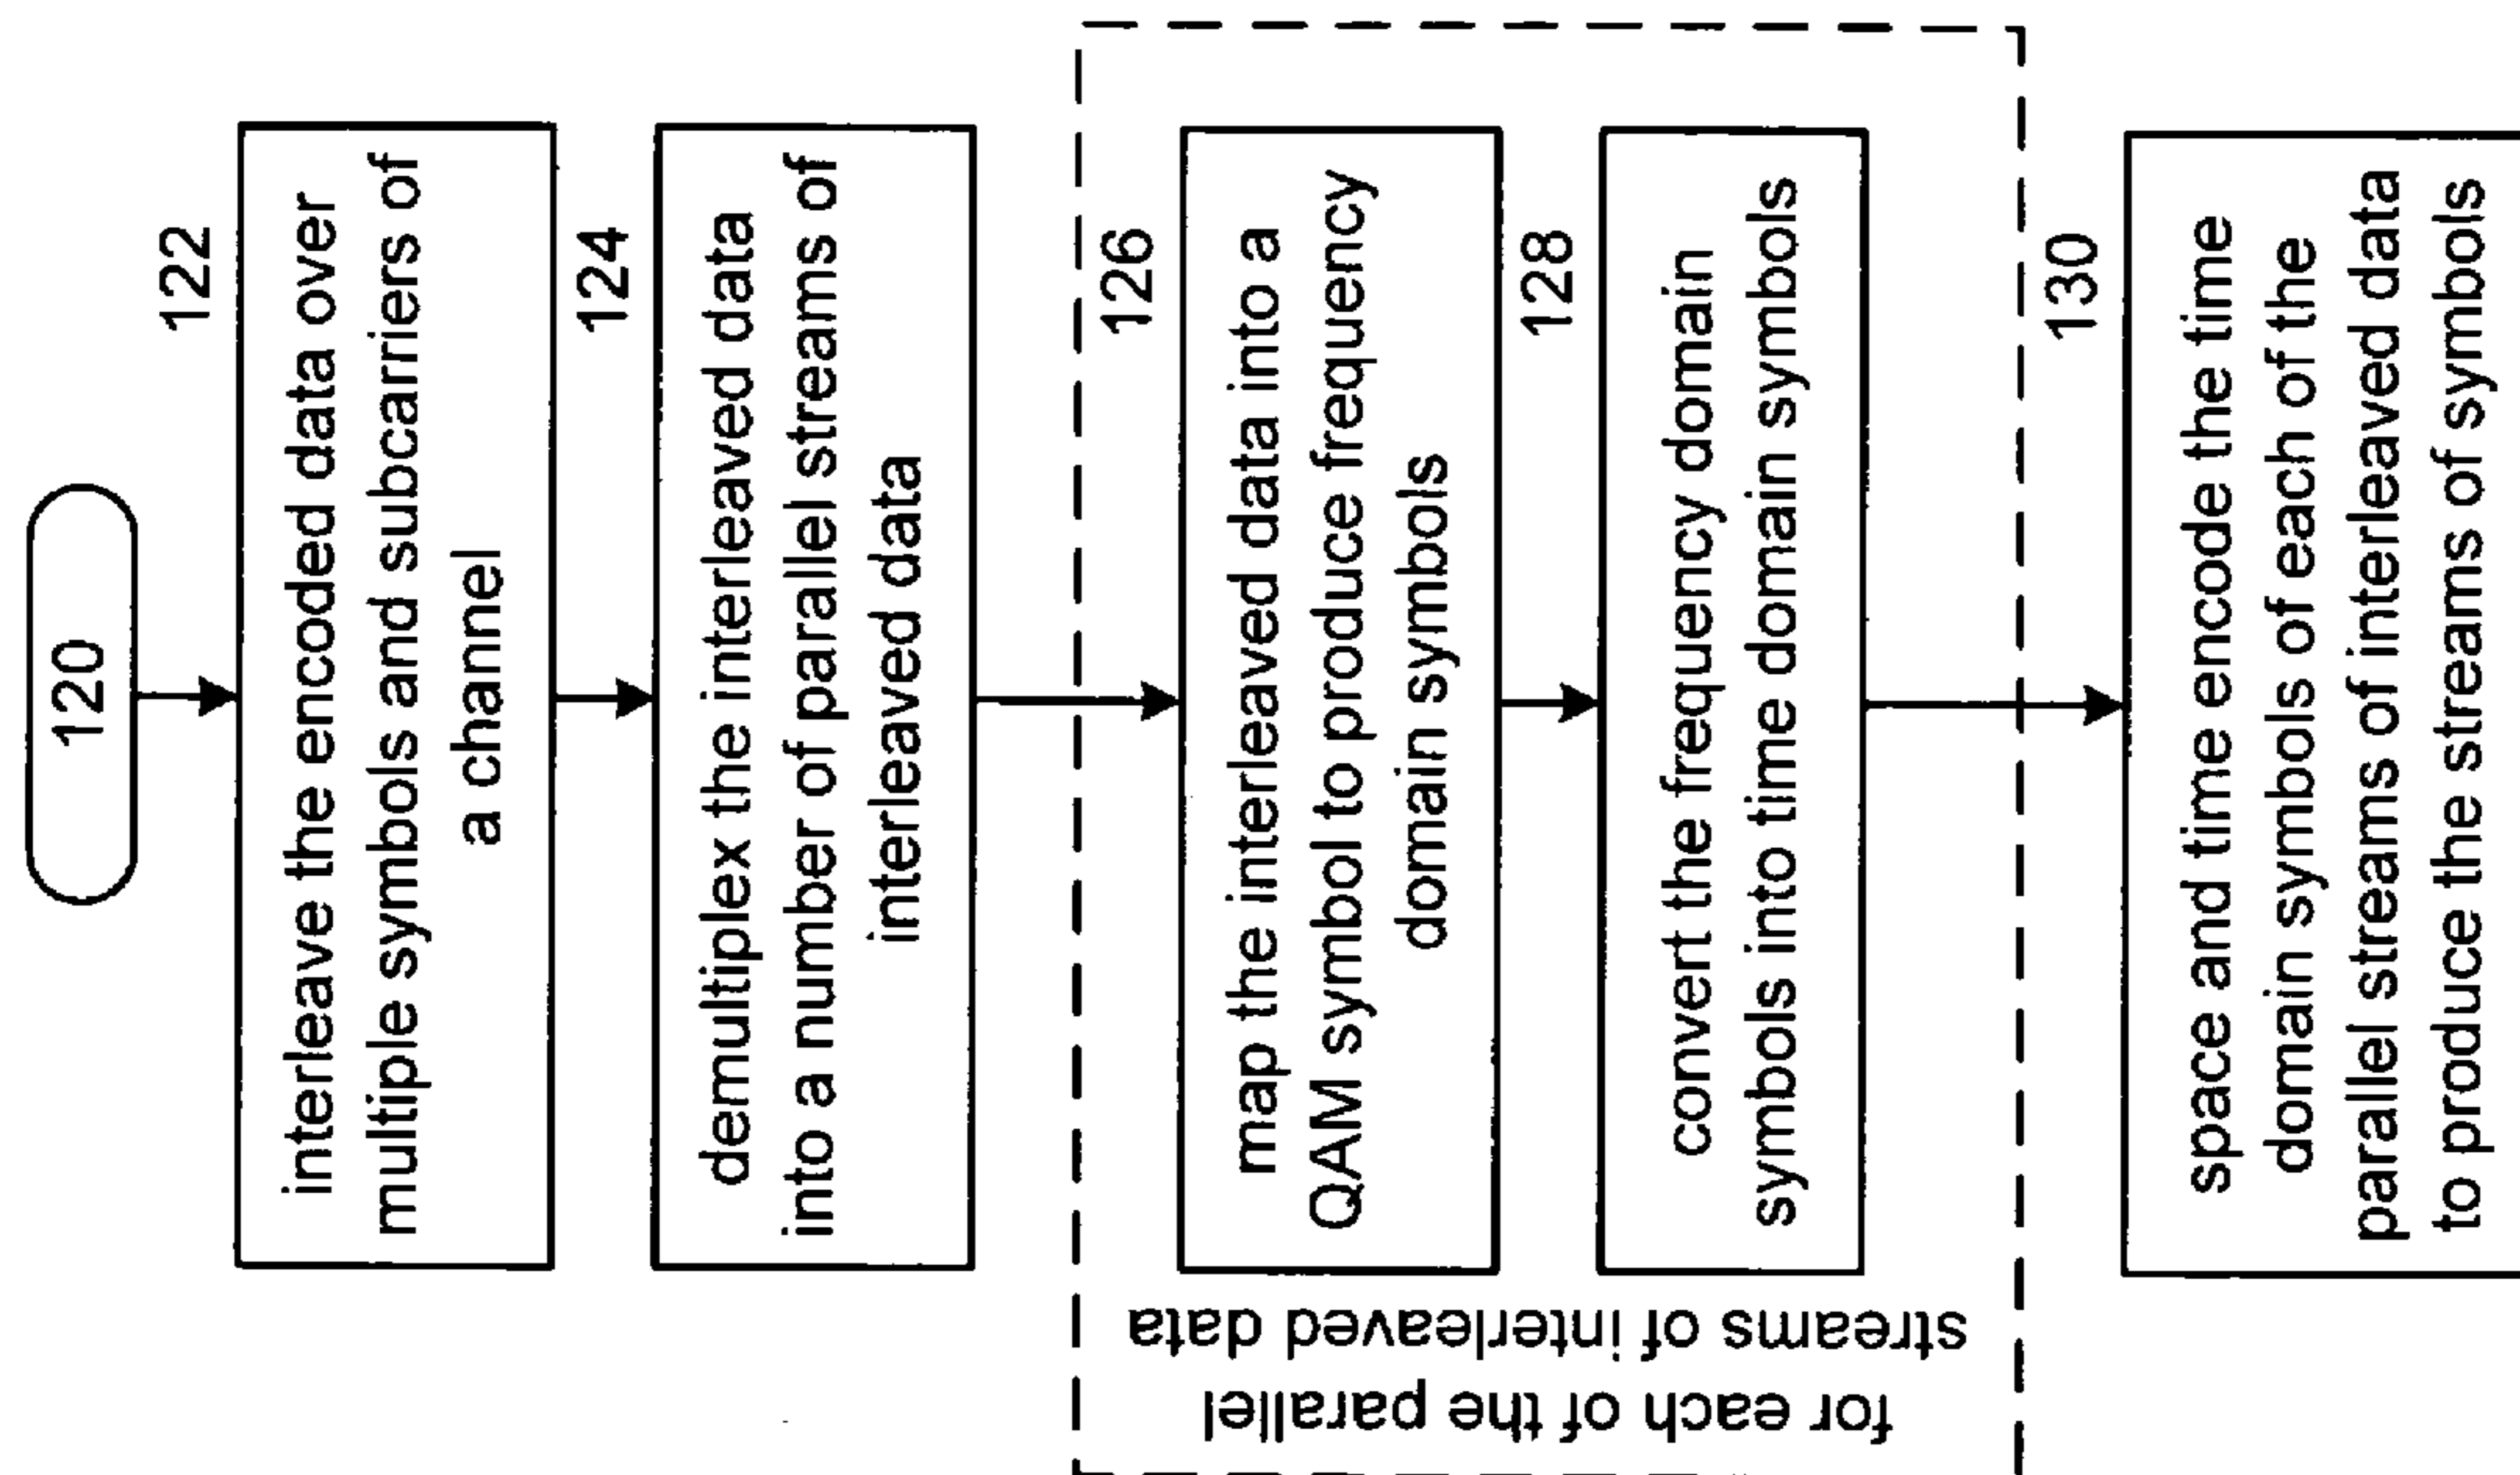 120
122
interleave the encoded data over
multiple symbols and subcarriers of
a channel
124
demultiplex the interleaved data
into a number of parallel streams of
interleaved data
for each of the parallel
streams of interleaved data
126
map the interleaved data into a
QAM symbol to produce frequency
domain symbols
128
convert the frequency domain
symbols into time domain symbols
130
space and time encode the time
domain symbols of each of the
parallel streams of interleaved data
to produce the streams of symbols